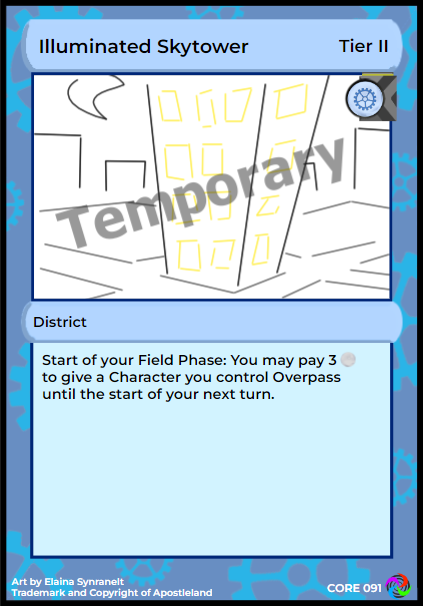 Illuminated Skytower
Tier II
Temporary
District
Start of your Field Phase: You may pay 3
to give a Character you control Overpass
until the start of your next turn.
Art by Elaina Synranelt
Trademark and Copyright of Apostleland
CORE 091